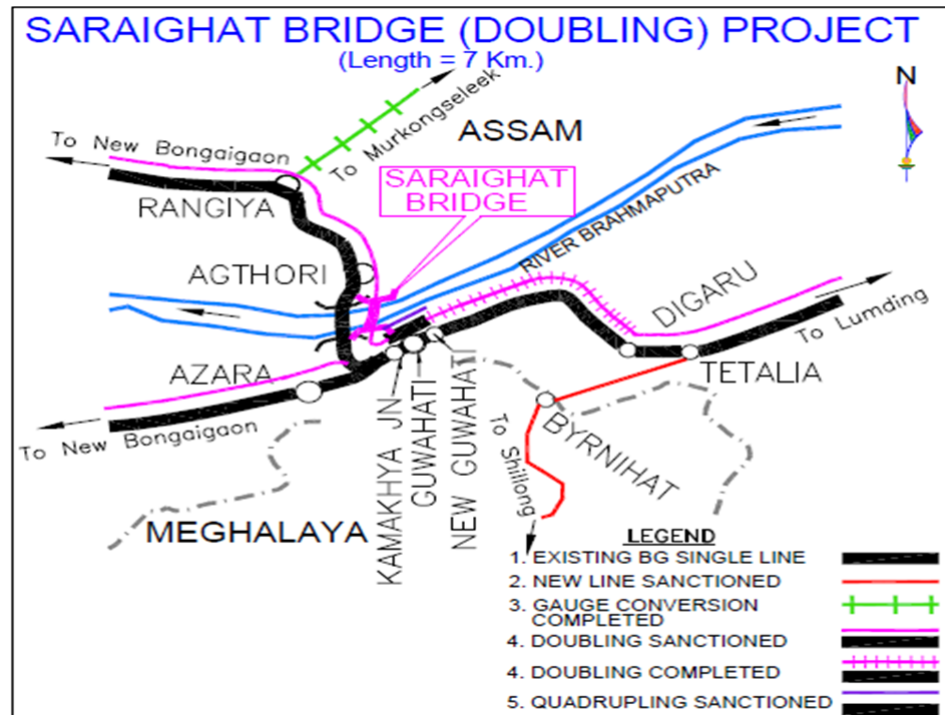 SARAIGHAT BRIDGE (DOUBLING) PROJECT
(Length = 7 Km.)
N
To New Bongaigaon
To Murkongseleek
ASSAM
SARAIGHAT
BRIDGE
RANGIYA
RIVER BRAHMAPUTRA
AGTHORI
DIGARU
To Lumding
AZARA
TETALIA
To New Bongaigaon
KAMAKHYA JN
GUWAHATI
NEW GUWAHATI
To Shillong
BYRNIHAT
MEGHALAYA
LEGEND
1. EXISTING BG SINGLE LINE
2. NEW LINE SANCTIONED
3. GAUGE CONVERSION
COMPLETED
4. DOUBLING SANCTIONED
4. DOUBLING COMPLETED
5. QUADRUPLING SANCTIONED